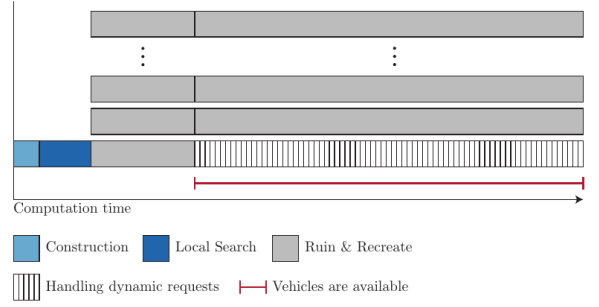 Computation time
Construction Local Search Ruin & Recreate
Handling dynamic requests Vehicles are available